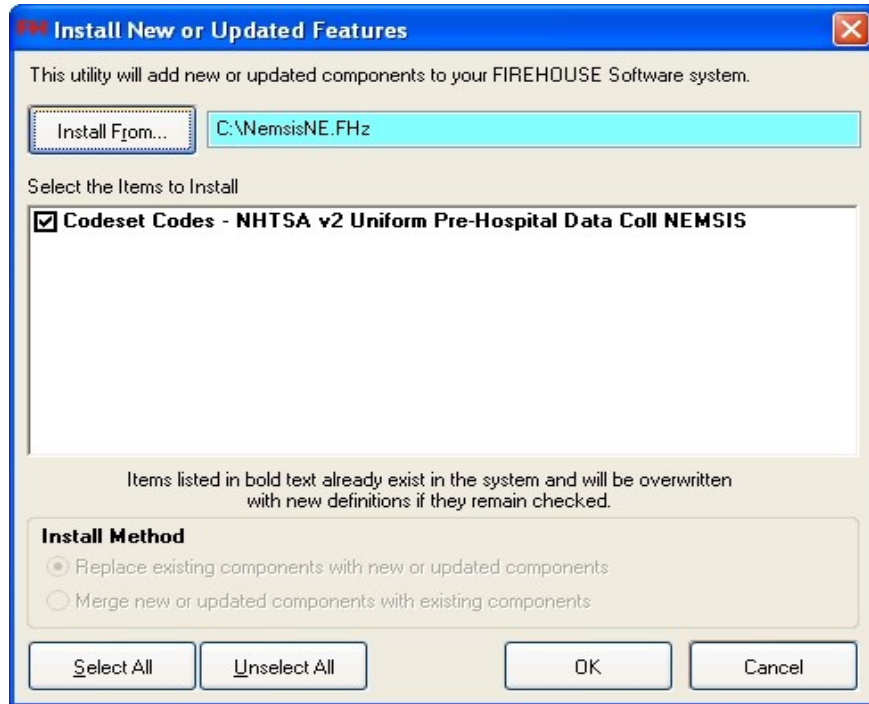 FH Install New or Updated Features
This utility will add new or updated components to your FIREHOUSE Software system.
Install From... C:\NemsisNE.FHz
Select the Items to Install
Codeset Codes - NHTSA v2 Uniform Pre-Hospital Data Coll NEMSIS
Items listed in bold text already exist in the system and will be overwritten
with new definitions if they remain checked.
Install Method
Replace existing components with new or updated components
Merge new or updated components with existing components
Select All Unselect All OK Cancel